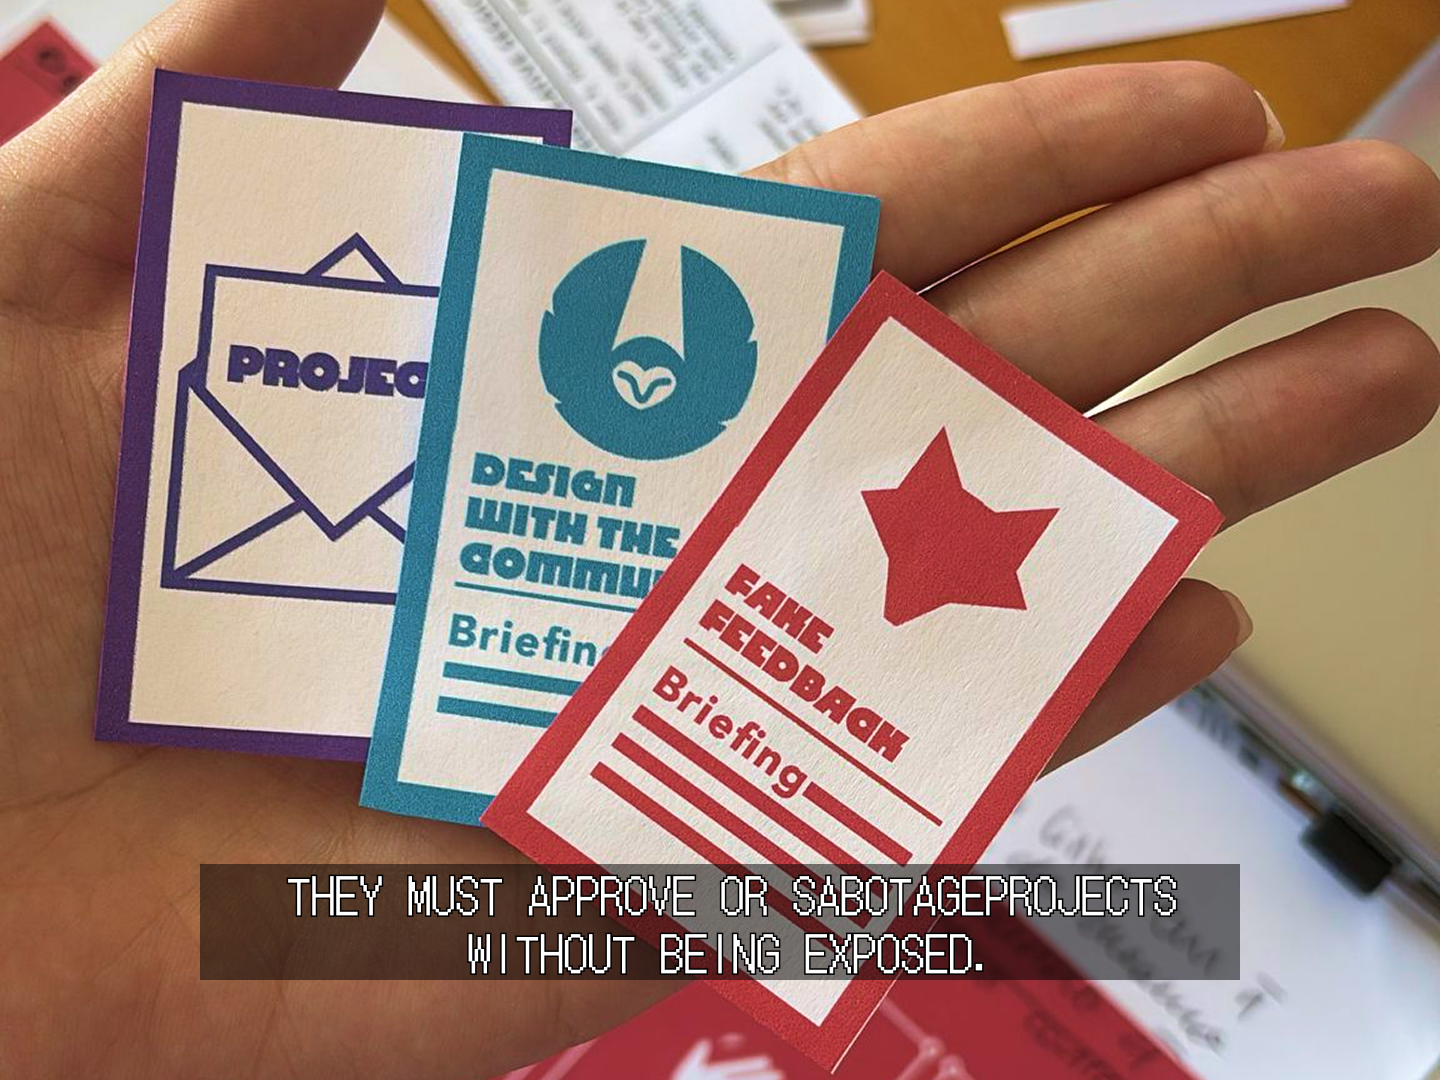 PROJEC
DESIGN
WITH THE
COMMU
Briefin
FAKE
FEEDBACK
Briefing
THEY MUST APPROVE OR SABOTAGEPROJECTS
WITHOUT BEING EXPOSED.